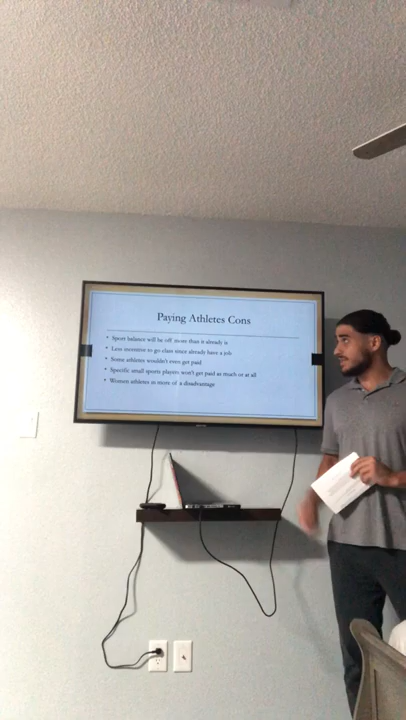 Paying Athletes Cons
• Sport balance will be off more than it already is
• Less incentive to go class since already have a job
• Some athletes wouldn't even get paid
• Specific small sports players won't get paid as much or at all
• Women athletes in more of a disadvantage